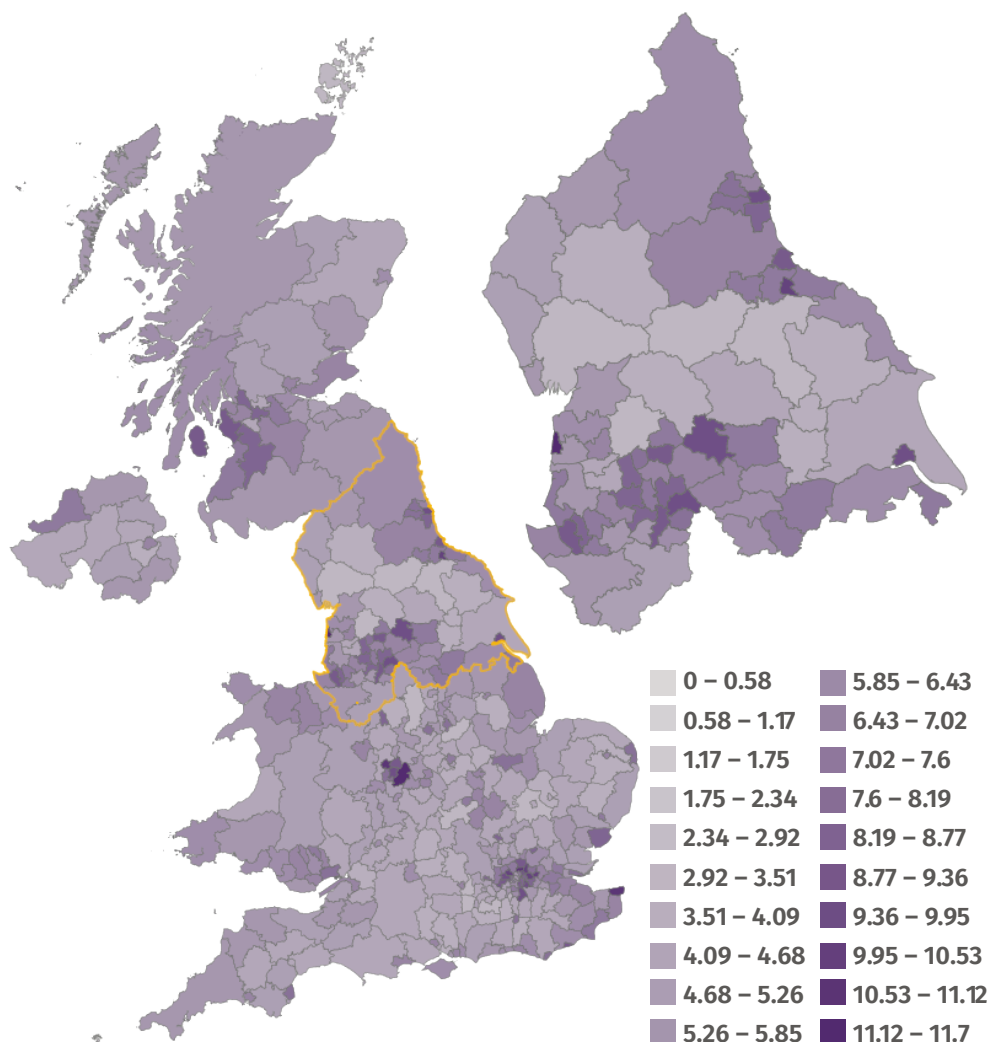 0 – 0.58
0.58 – 1.17
1.17 – 1.75
1.75 – 2.34
2.34 – 2.92
2.92 – 3.51
3.51 – 4.09
4.09 – 4.68
4.68 – 5.26
5.26 – 5.85
5.85 – 6.43
6.43 – 7.02
7.02 – 7.6
7.6 – 8.19
8.19 – 8.77
8.77 – 9.36
9.36 – 9.95
9.95 – 10.53
10.53 – 11.12
11.12 – 11.7